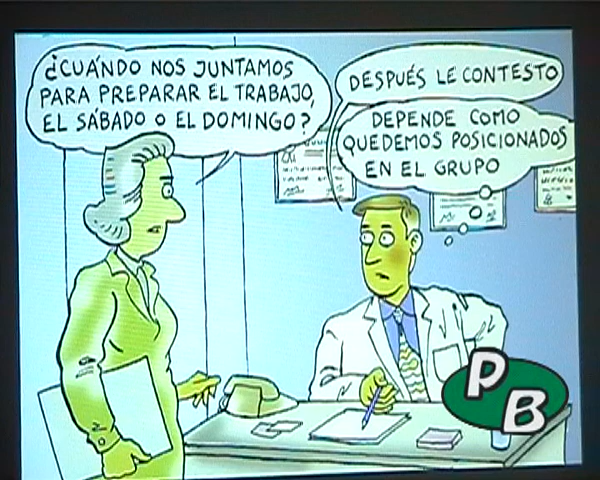 ¿CUÁNDO NOS JUNTAMOS
PARA PREPARAR EL TRABAJO,
EL SÁBADO O EL DOMINGO?
DESPUÉS LE CONTESTO
DEPENDE COMO
QUEDEMOS POSICIONADOS
EN EL GRUPO
PB